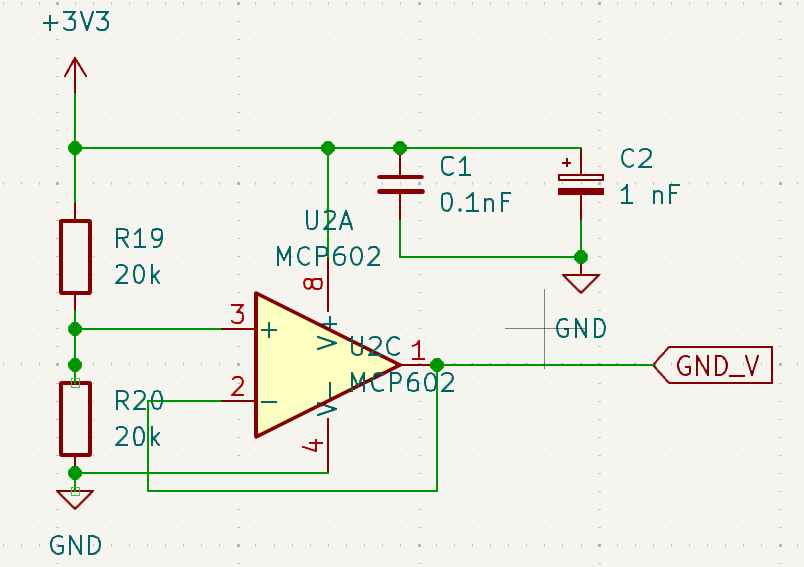 +3V3
C1
0.1nF
C2
1 nF
U2A
MCP602
R19
20k
8
3
+
V+
U2C
MCP602
1
GND
GND_V
2
−
V−
R20
20k
4
GND
+